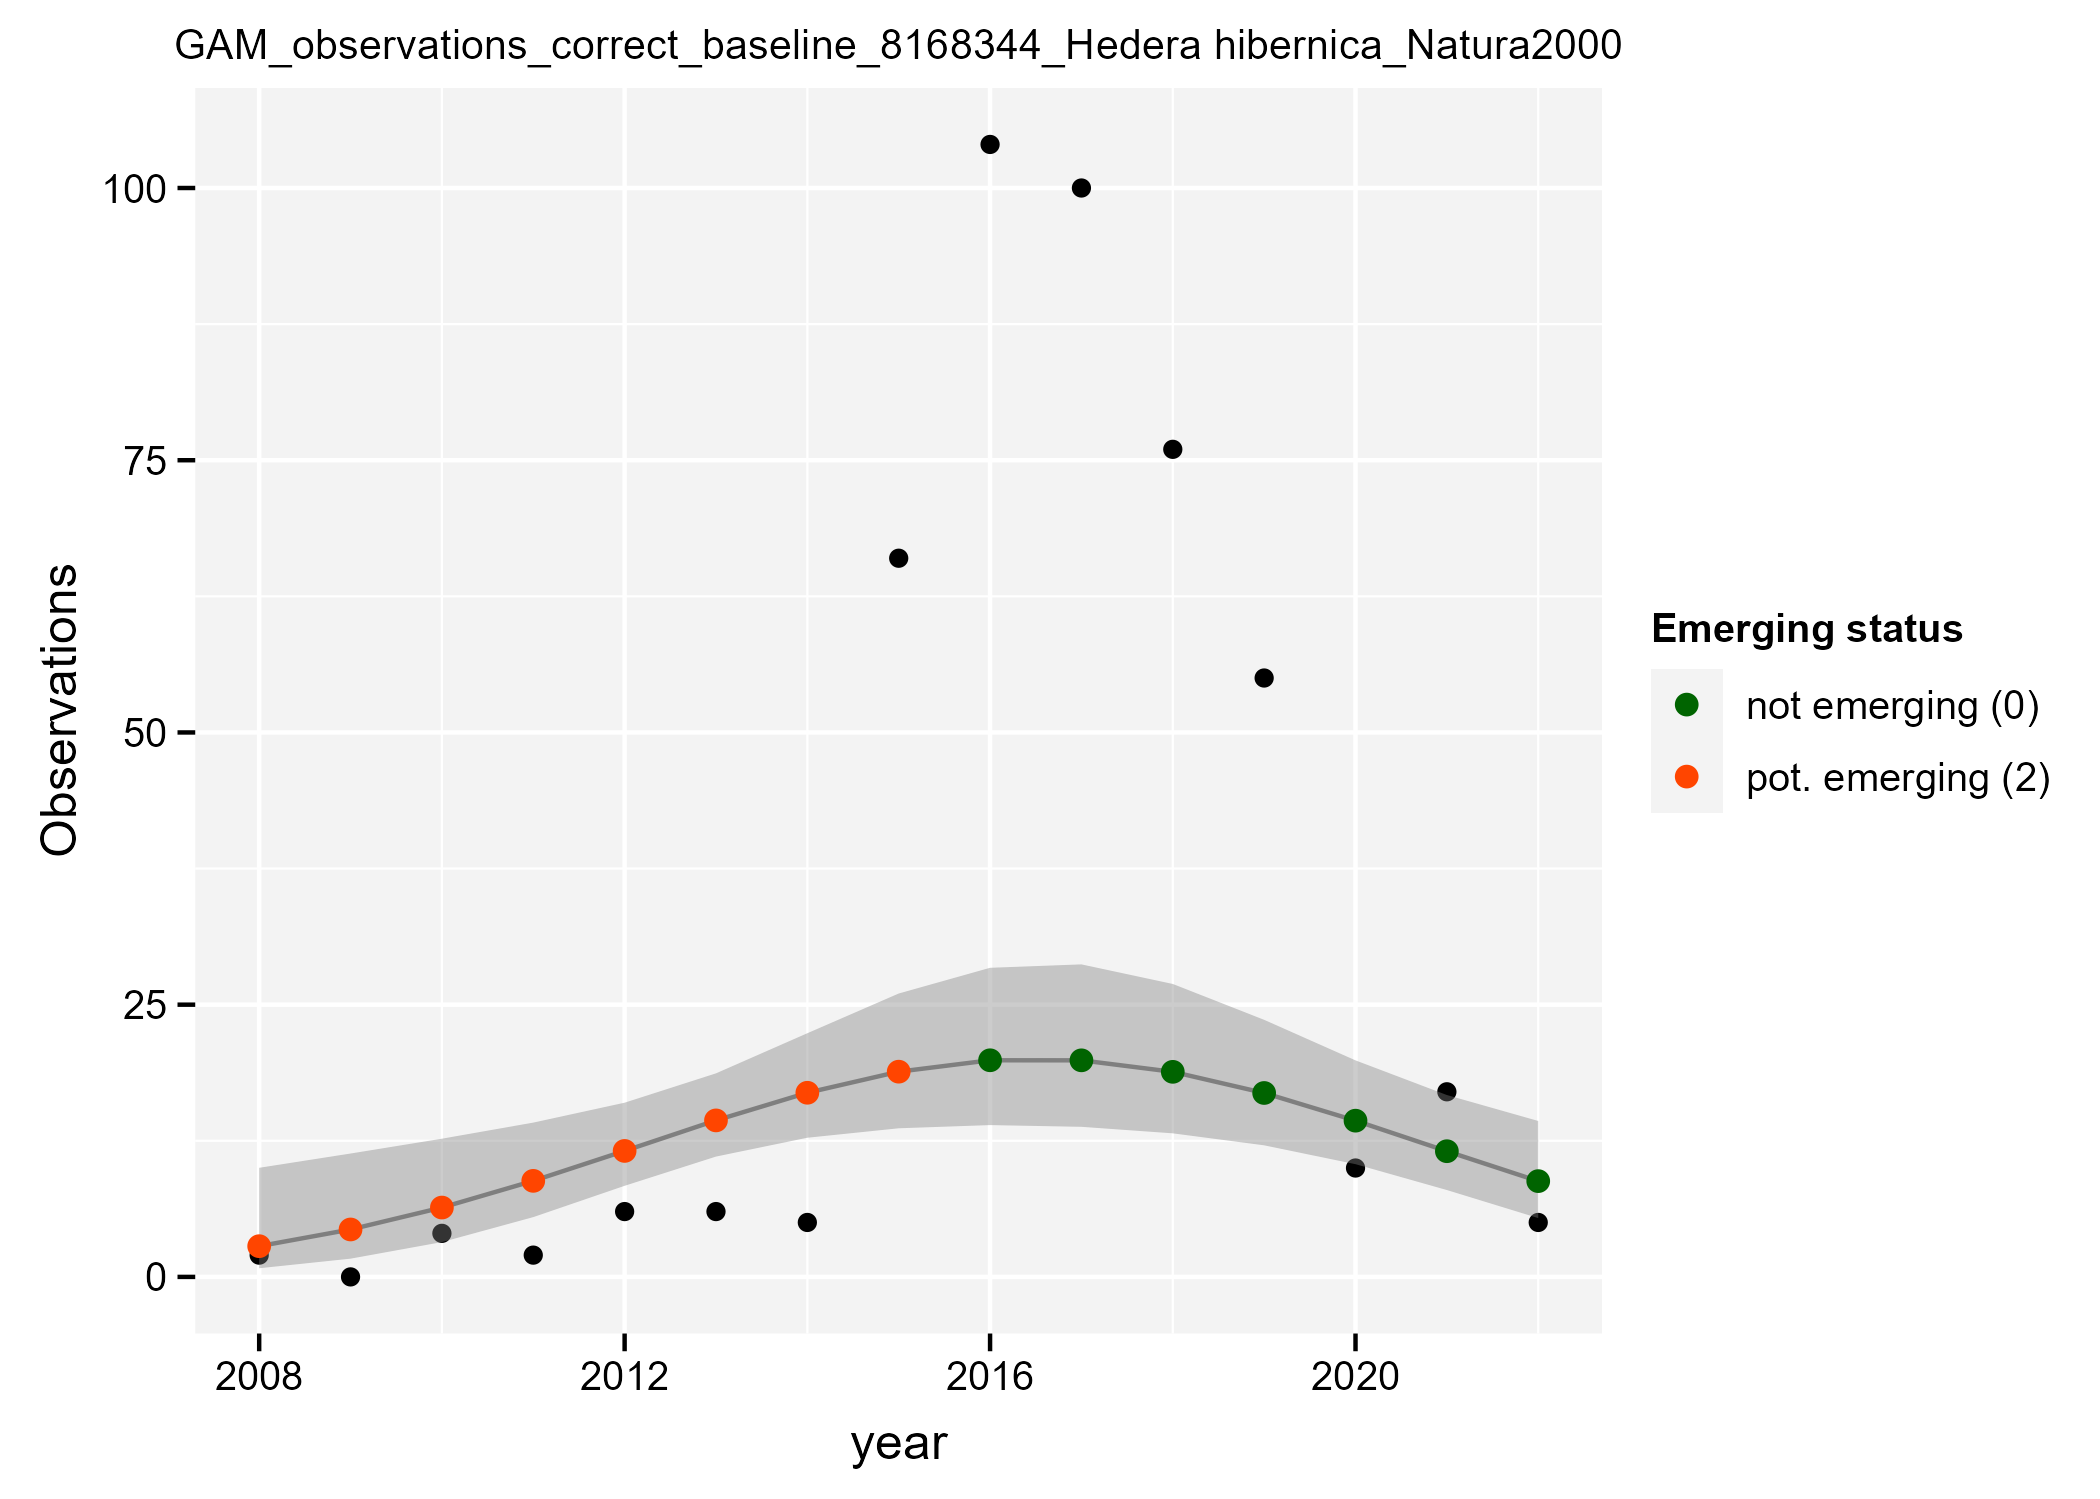 GAM_observations_correct_baseline_8168344_Hedera hibernica_Natura2000
100
75
50
25
0
Observations
2008
2012
2016
2020
year
Emerging status
not emerging (0)
pot. emerging (2)